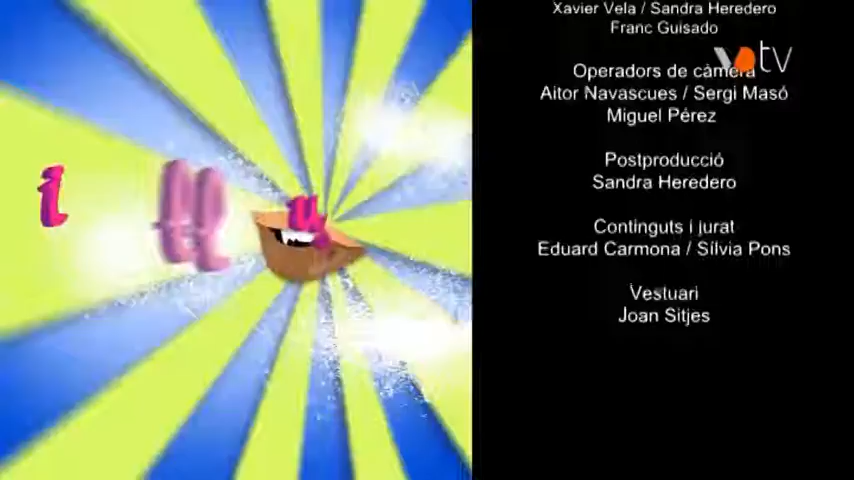 Xavier Vela / Sandra Heredero
Franc Guisado
votv
Operadors de càmera
Aitor Navascues / Sergi Masó
Miguel Pérez
Postproducció
Sandra Heredero
Continguts i jurat
Eduard Carmona / Sílvia Pons
Vestuari
Joan Sitjes
i
u